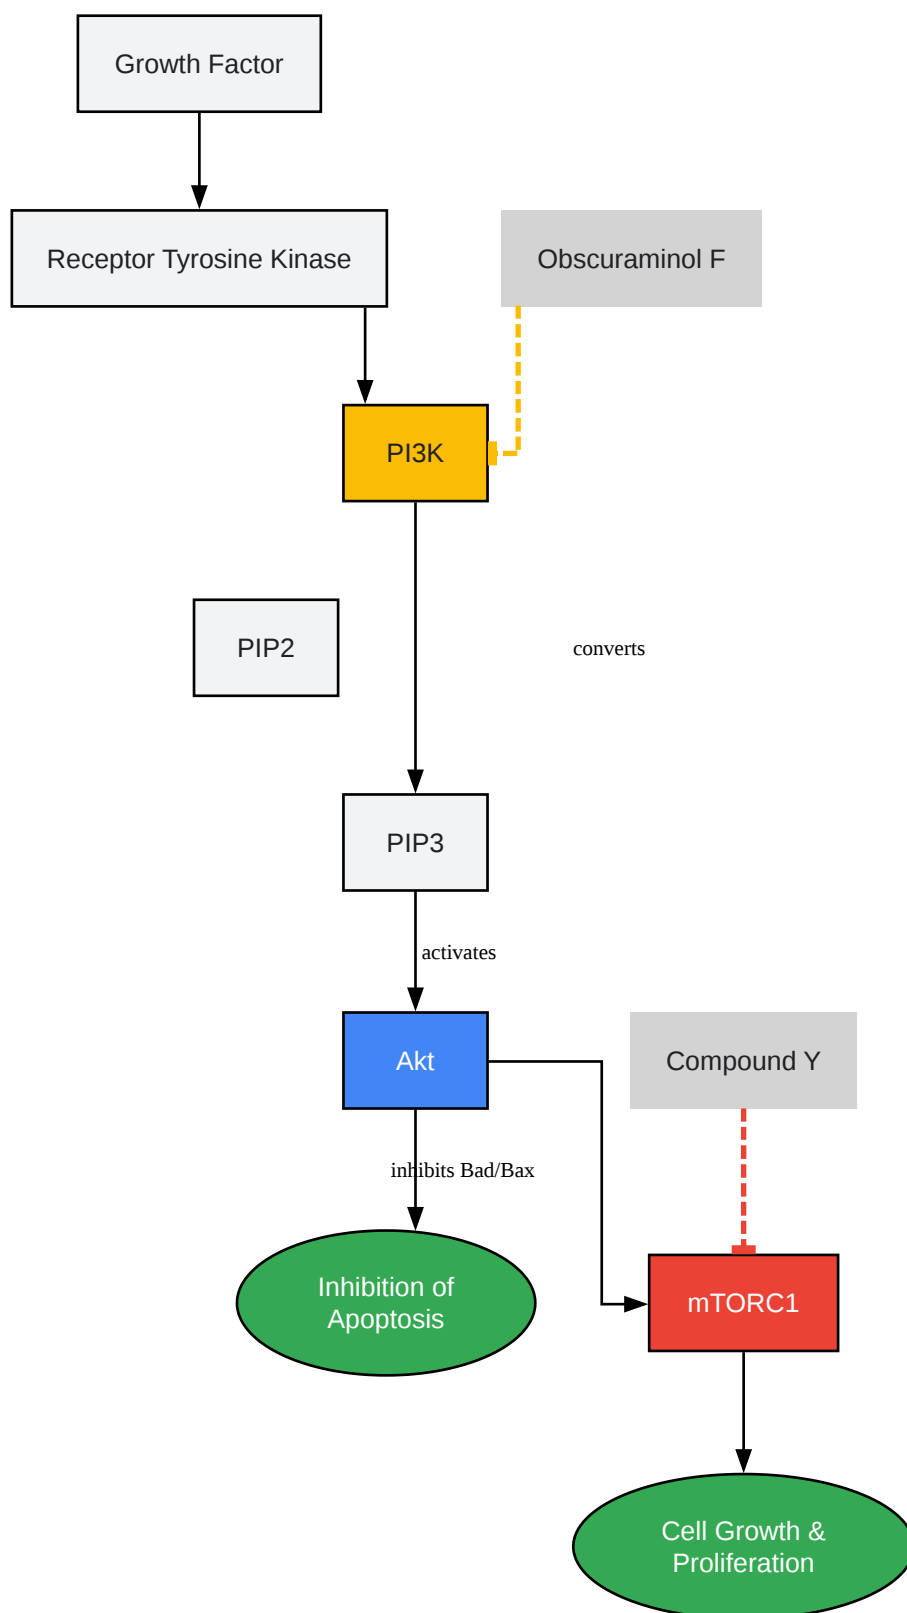 Growth Factor
Receptor Tyrosine Kinase
Obscuraminol F
PI3K
PIP2
converts
PIP3
activates
Akt
Compound Y
inhibits Bad/Bax
Inhibition of
Apoptosis
mTORC1
Cell Growth &
Proliferation